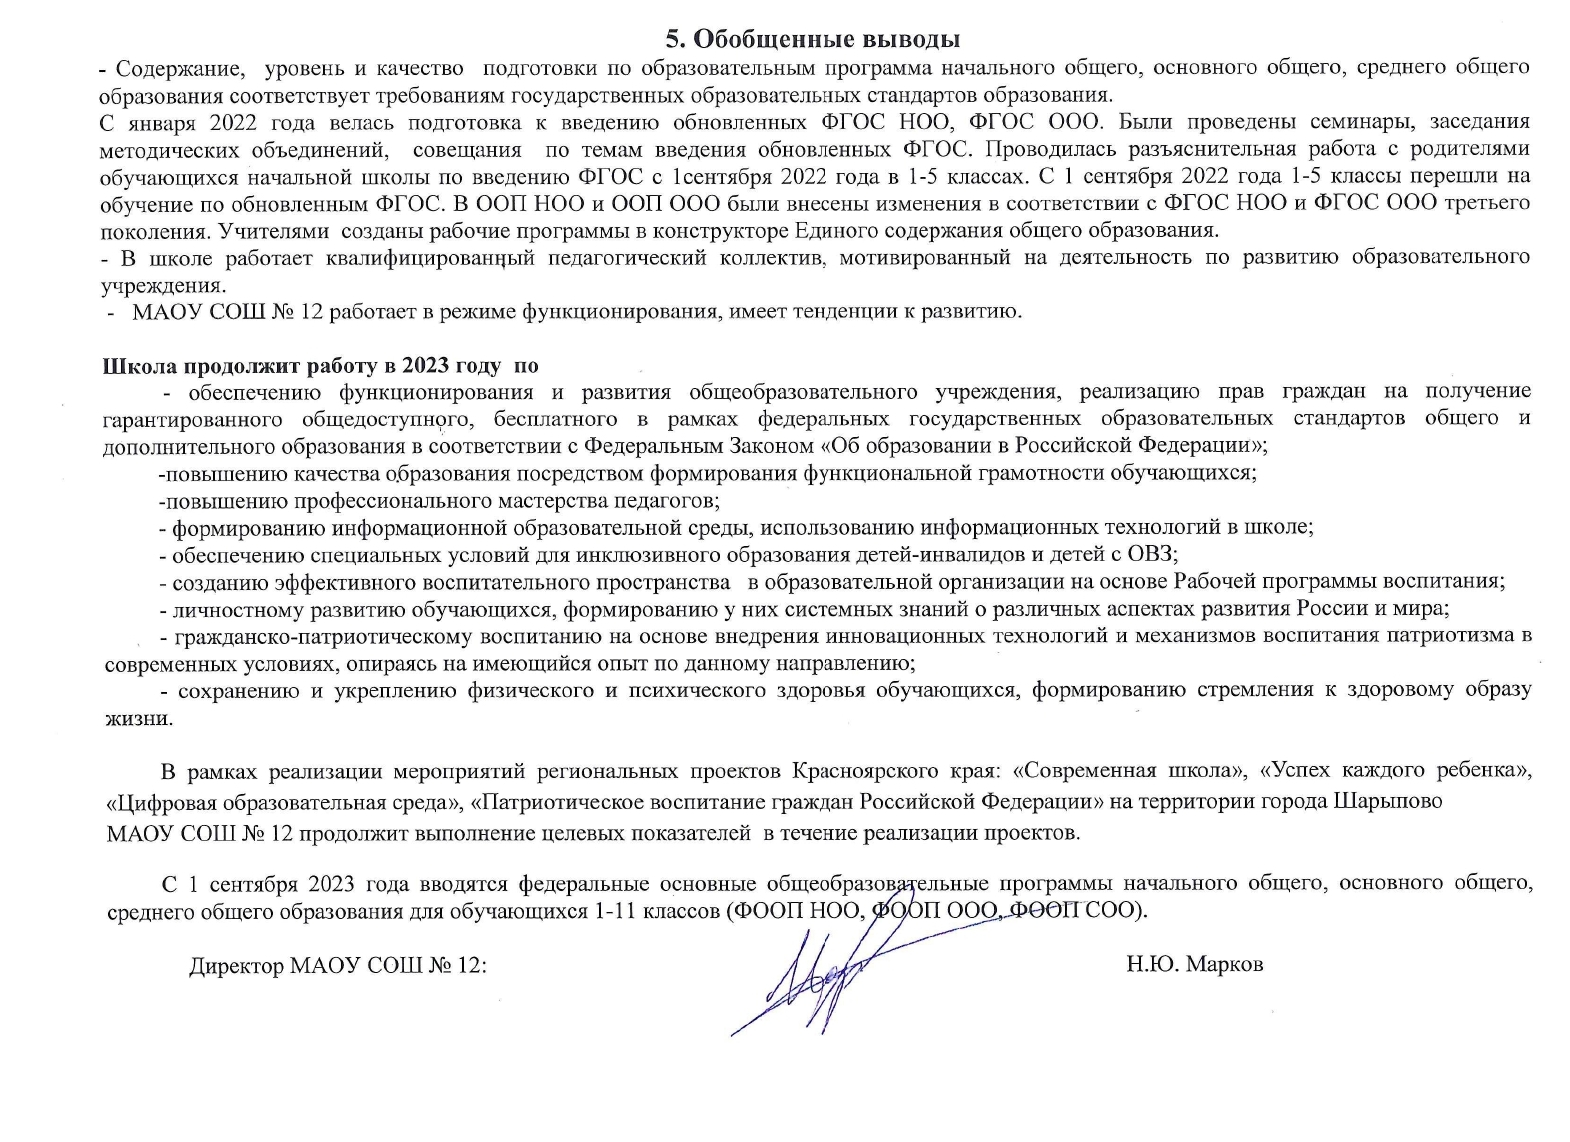 5. Обобщенные выводы
- Содержание, уровень и качество подготовки по образовательным программа начального общего, основного общего, среднего общего
образования соответствует требованиям государственных образовательных стандартов образования.
С января 2022 года велась подготовка к введению обновленных ФГОС НОО, ФГОС ООО. Были проведены семинары, заседания
методических объединений, совещания по темам введения обновленных ФГОС. Проводилась разъяснительная работа с родителями
обучающихся начальной школы по введению ФГОС с 1сентября 2022 года в 1-5 классах. С 1 сентября 2022 года 1-5 классы перешли на
обучение по обновленным ФГОС. В ООП НОО и ООП ООО были внесены изменения в соответствии с ФГОС НОО и ФГОС ООО третьего
поколения. Учителями созданы рабочие программы в конструкторе Единого содержания общего образования.
- В школе работает квалифицированный педагогический коллектив, мотивированный на деятельность по развитию образовательного
учреждения.
- МАОУ СОШ № 12 работает в режиме функционирования, имеет тенденции к развитию.
Школа продолжит работу в 2023 году по
- обеспечению функционирования и развития общеобразовательного учреждения, реализацию прав граждан на получение
гарантированного общедоступного, бесплатного в рамках федеральных государственных образовательных стандартов общего и
дополнительного образования в соответствии с Федеральным Законом «Об образовании в Российской Федерации»;
-повышению качества образования посредством формирования функциональной грамотности обучающихся;
-повышению профессионального мастерства педагогов;
- формированию информационной образовательной среды, использованию информационных технологий в школе;
- обеспечению специальных условий для инклюзивного образования детей-инвалидов и детей с ОВЗ;
- созданию эффективного воспитательного пространства в образовательной организации на основе Рабочей программы воспитания;
- личностному развитию обучающихся, формированию у них системных знаний о различных аспектах развития России и мира;
- гражданско-патриотическому воспитанию на основе внедрения инновационных технологий и механизмов воспитания патриотизма в
современных условиях, опираясь на имеющийся опыт по данному направлению;
- сохранению и укреплению физического и психического здоровья обучающихся, формированию стремления к здоровому образу
жизни.
В рамках реализации мероприятий региональных проектов Красноярского края: «Современная школа», «Успех каждого ребенка»,
«Цифровая образовательная среда», «Патриотическое воспитание граждан Российской Федерации» на территории города Шарыпово
МАОУ СОШ № 12 продолжит выполнение целевых показателей в течение реализации проектов.
С 1 сентября 2023 года вводятся федеральные основные общеобразовательные программы начального общего, основного общего,
среднего общего образования для обучающихся 1-11 классов (ФООП НОО, ФООП ООО, ФООП СОО).
Директор МАОУ СОШ № 12: Н.Ю. Марков